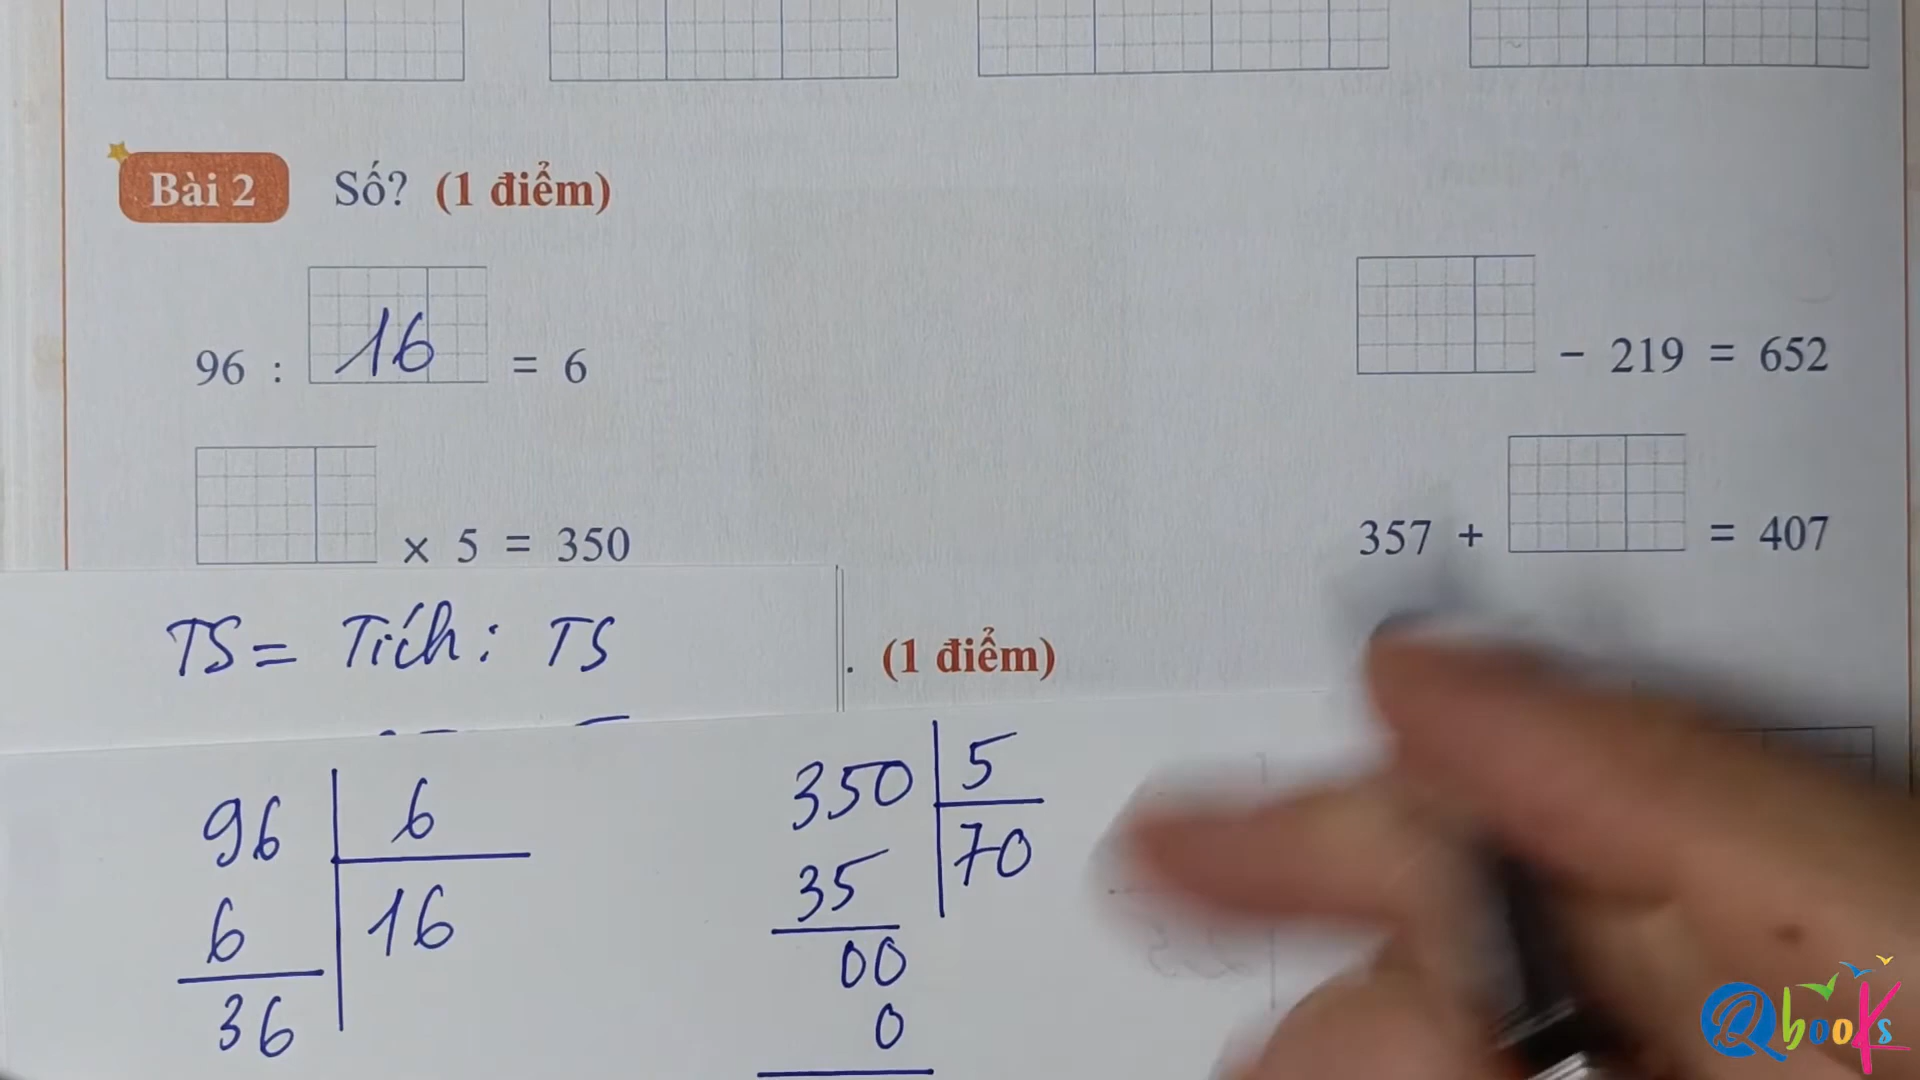 Bài 2 Số? (1 điểm)
96 : 16 = 6
- 219 = 652
× 5 = 350
357 + = 407
TS = Tích : TS
. (1 điểm)
96 6
6 16
36
350 5
35 70
00
0
Qbooks